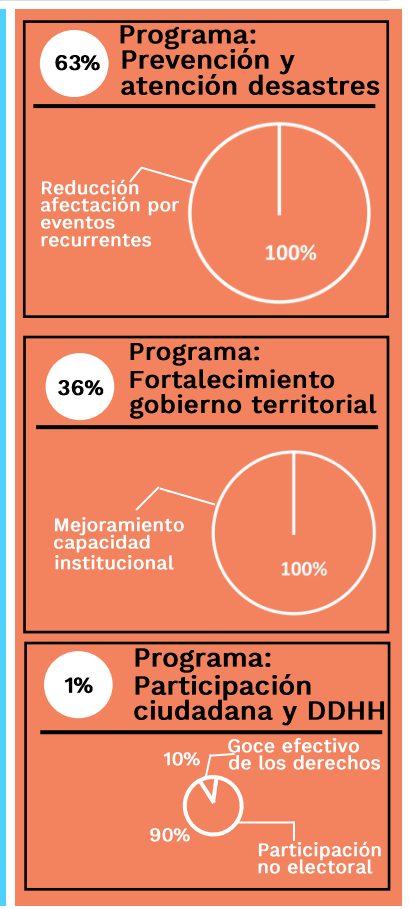 63%
Programa:
Prevención y
atención desastres
Reducción
afectación por
eventos
recurrentes
100%
36%
Programa:
Fortalecimiento
gobierno territorial
Mejoramiento
capacidad
institucional
100%
1%
Programa:
Participación
ciudadana y DDHH
10%
Goce efectivo
de los derechos
90%
Participación
no electoral